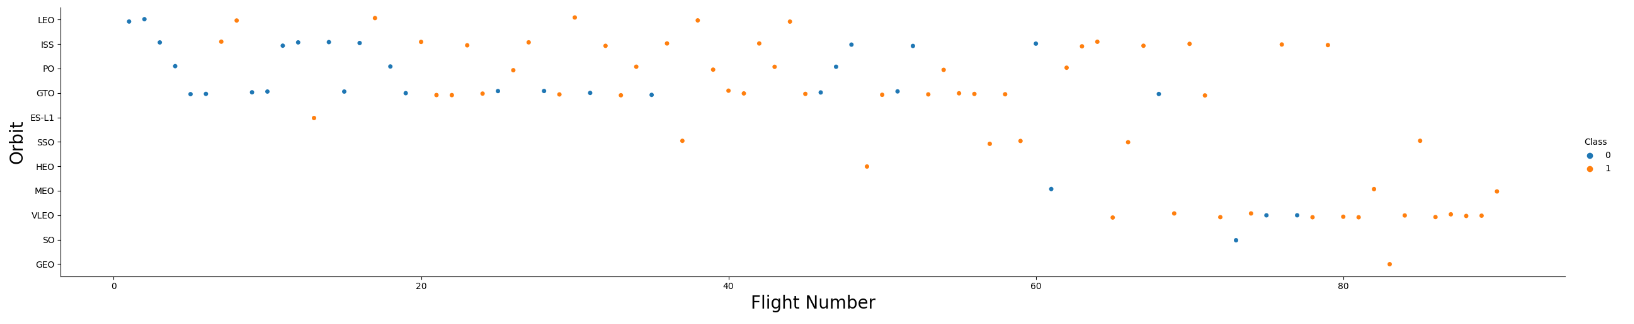 LEO
ISS
PO
GTO
ES-L1
SSO
HEO
MEO
VLEO
SO
GEO
Orbit
0 20 40 60 80
Flight Number
Class
0
1